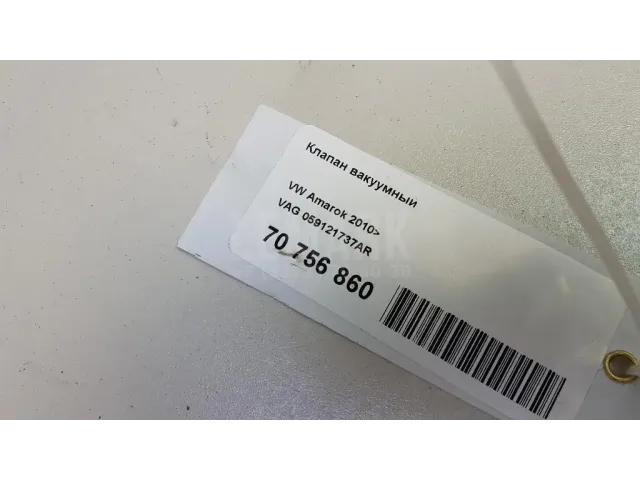 Клапан вакуумный
VW Amarok 2010>
VAG 059121737AR
70 756 860